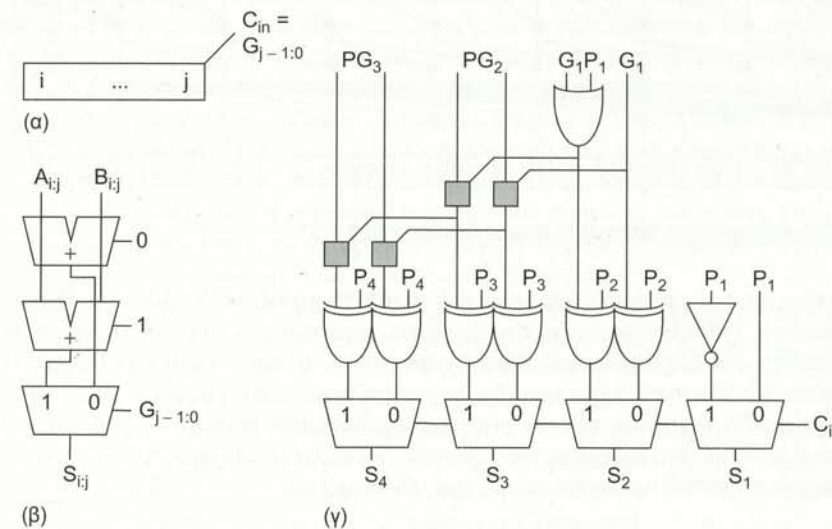 C_in =
G_j – 1:0
i ... j
(α)
A_i:j B_i:j
+ 0
+ 1
1 0 G_j – 1:0
S_i:j
(β)
PG_3 PG_2 G_1P_1 G_1
P_4 P_4 P_3 P_3 P_2 P_2 P_1 P_1
1 0 1 0 1 0 1 0 C_i
S_4 S_3 S_2 S_1
(γ)